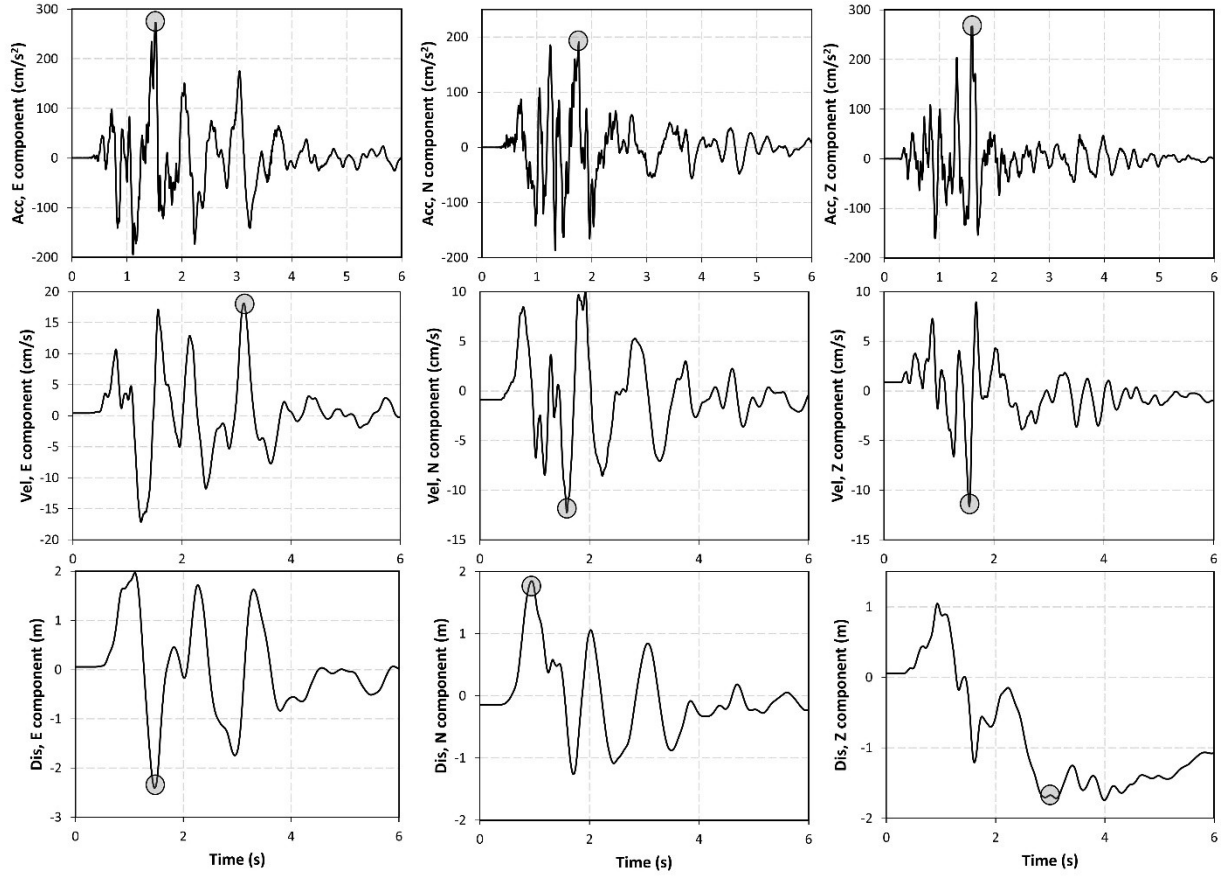 Acc, E component (cm/s²)
300
200
100
0
-100
-200
0 1 2 3 4 5 6
Acc, N component (cm/s²)
200
100
0
-100
-200
0 1 2 3 4 5 6
Acc, Z component (cm/s²)
300
200
100
0
-100
-200
0 1 2 3 4 5 6
Vel, E component (cm/s)
20
15
10
5
0
-5
-10
-15
-20
0 2 4 6
Vel, N component (cm/s)
10
5
0
-5
-10
-15
0 2 4 6
Vel, Z component (cm/s)
10
5
0
-5
-10
-15
0 2 4 6
Dis, E component (m)
2
1
0
-1
-2
-3
0 2 4 6
Time (s)
Dis, N component (m)
2
1
0
-1
-2
0 2 4 6
Time (s)
Dis, Z component (m)
1
0
-1
-2
0 2 4 6
Time (s)